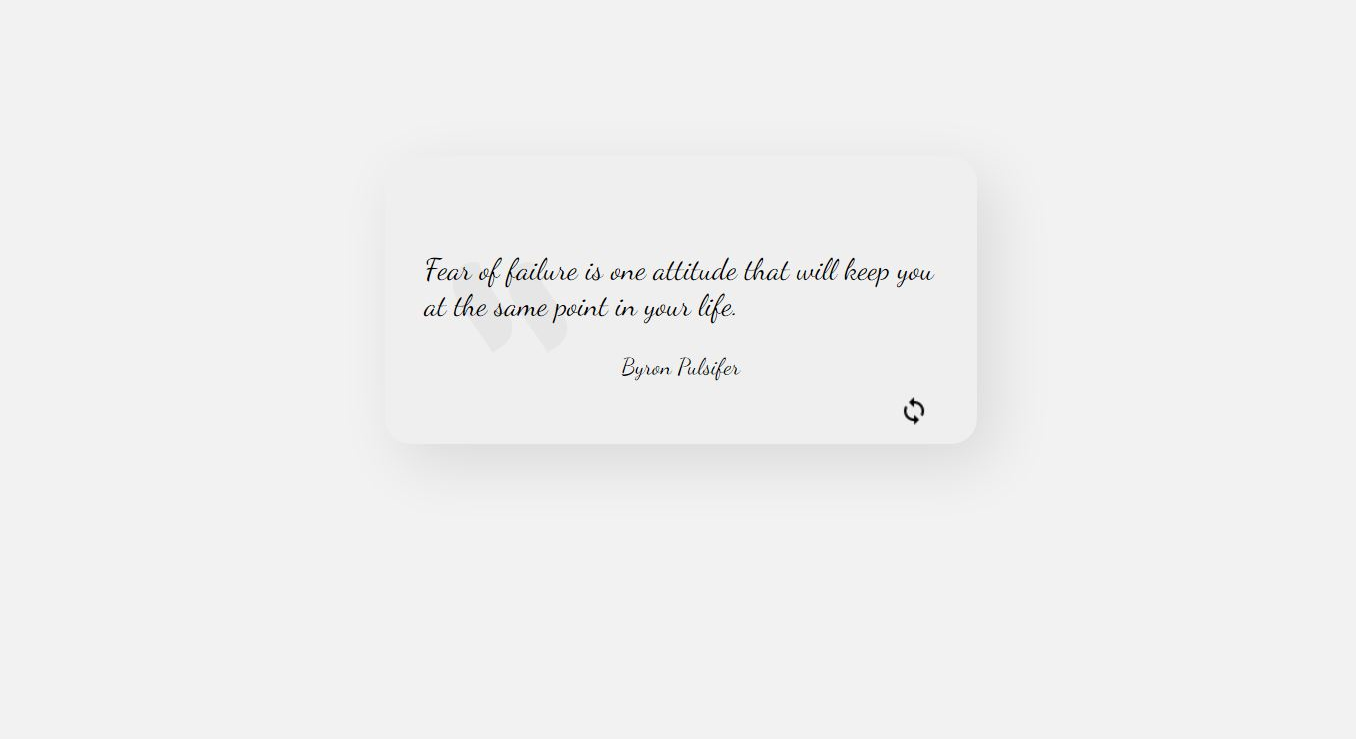 Fear of failure is one attitude that will keep you
at the same point in your life.
Byron Pulsifer